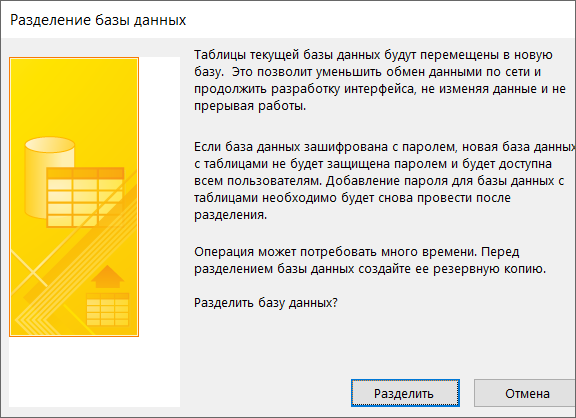 Разделение базы данных
Таблицы текущей базы данных будут перемещены в новую
базу.  Это позволит уменьшить обмен данными по сети и
продолжить разработку интерфейса, не изменяя данные и не
прерывая работы.
Если база данных зашифрована с паролем, новая база данных
с таблицами не будет защищена паролем и будет доступна
всем пользователям. Добавление пароля для базы данных с
таблицами необходимо будет снова провести после
разделения.
Операция может потребовать много времени. Перед
разделением базы данных создайте ее резервную копию.
Разделить базу данных?
Разделить
Отмена